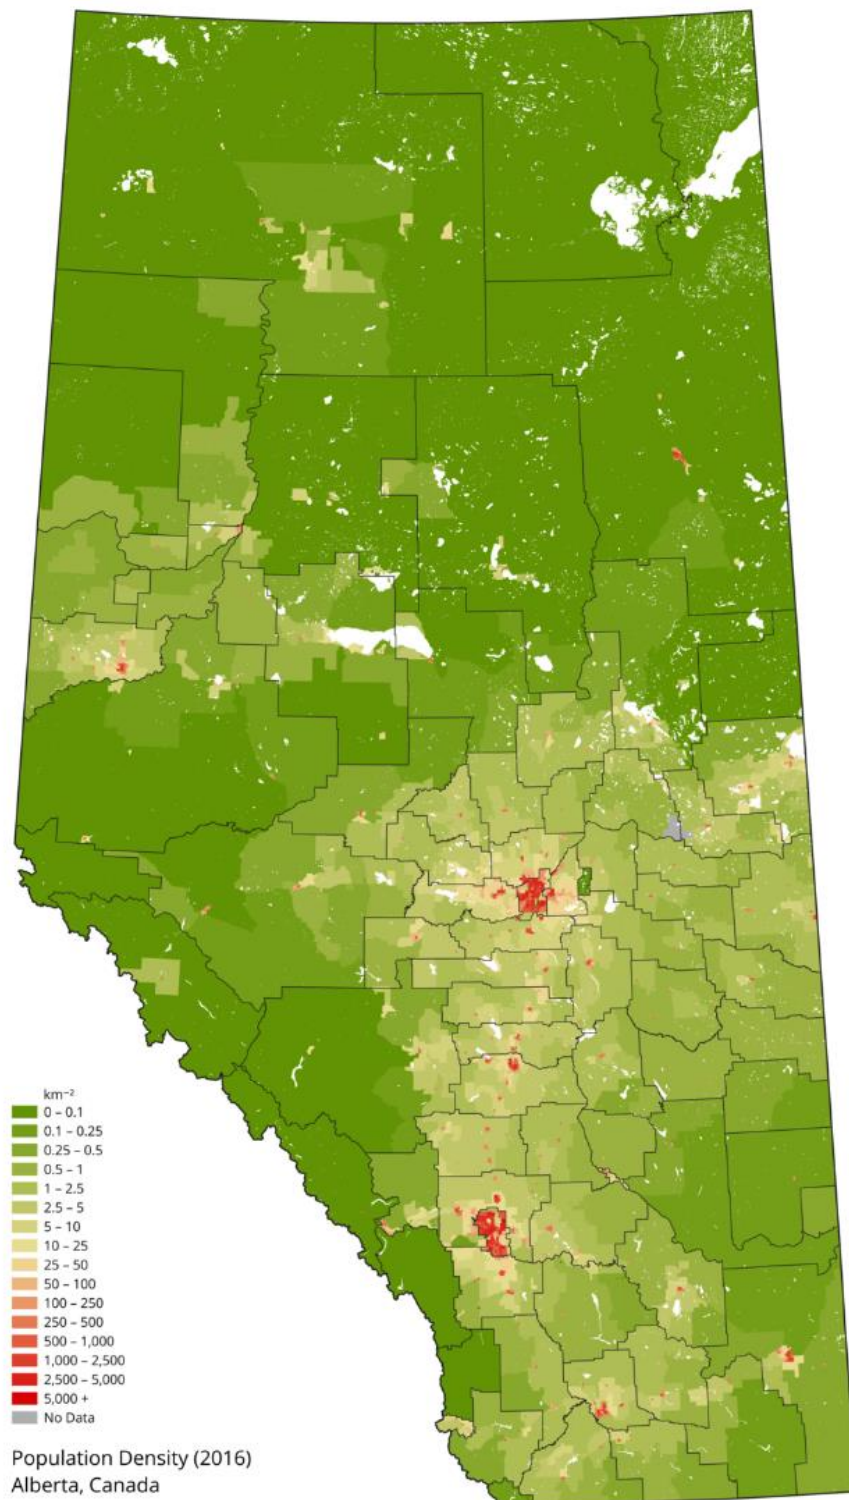 km⁻²
0 – 0.1
0.1 – 0.25
0.25 – 0.5
0.5 – 1
1 – 2.5
2.5 – 5
5 – 10
10 – 25
25 – 50
50 – 100
100 – 250
250 – 500
500 – 1,000
1,000 – 2,500
2,500 – 5,000
5,000 +
No Data
Population Density (2016)
Alberta, Canada